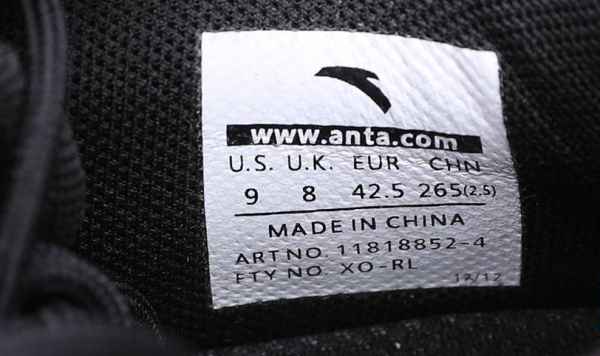 www.anta.com
U.S. U.K. EUR CHN
9 8 42.5 265(2.5)
MADE IN CHINA
ART NO. 11818852-4
FTY NO. XO-RL 12/12